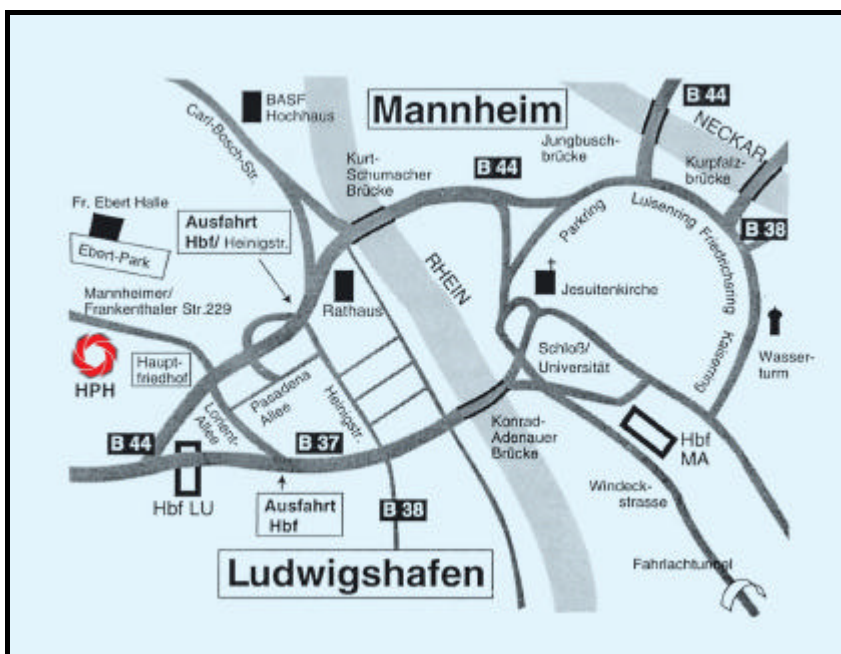 BASF
Hochhaus
Mannheim
B 44
NECKAR
Carl-Bosch-Str.
Kurt-
Schumacher
Brücke
B 44
Jungbusch-
brücke
Kurpfalz-
brücke
Fr. Ebert Halle
Ebert-Park
Ausfahrt
Hbf/ Heinigstr.
Parkring
Luisenring
Friedrichsring
B 38
Kaiserring
RHEIN
Mannheimer/
Frankenthaler Str.229
Rathaus
Jesuitenkirche
HPH
Haupt-
friedhof
Schloß/
Universität
Wasser-
turm
Pasadena
Allee
Heinigstr.
Lorient-
Allee
B 44
B 37
Konrad-
Adenauer
Brücke
Hbf
MA
Hbf LU
Ausfahrt
Hbf
B 38
Windeck-
strasse
Ludwigshafen
Fahrlachtunnel